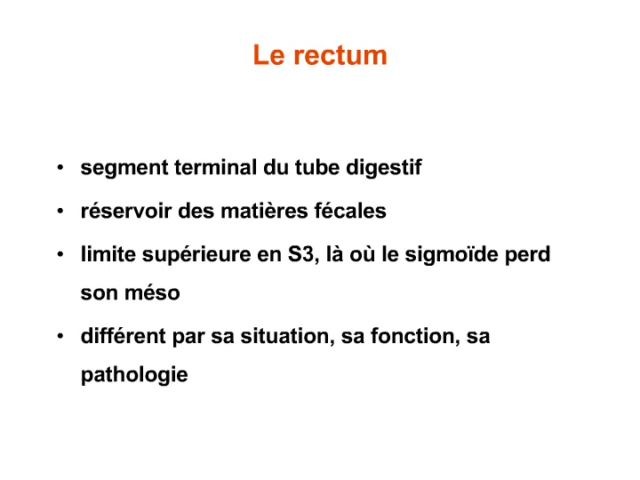 Le rectum
• segment terminal du tube digestif
• réservoir des matières fécales
• limite supérieure en S3, là où le sigmoïde perd
son méso
• différent par sa situation, sa fonction, sa
pathologie